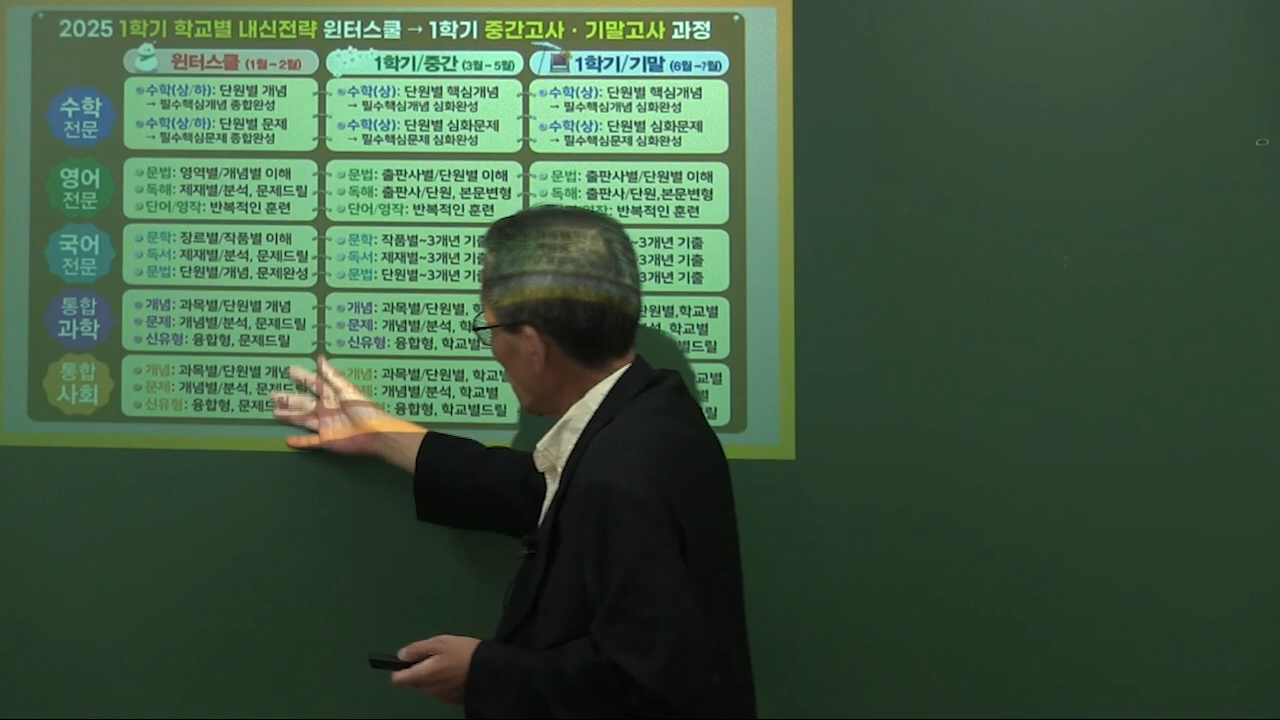 2025 1학기 학교별 내신전략 윈터스쿨 → 1학기 중간고사 · 기말고사 과정
윈터스쿨 (1월 - 2월)
1학기/중간 (3월 - 5월)
1학기/기말 (6월 -7월)
수학
전문
수학(상/하): 단원별 개념
→ 필수핵심개념 종합완성
수학(상/하): 단원별 문제
→ 필수핵심문제 종합완성
수학(상): 단원별 핵심개념
→ 필수핵심개념 심화완성
수학(상): 단원별 심화문제
→ 필수핵심문제 심화완성
수학(상): 단원별 핵심개념
→ 필수핵심개념 심화완성
수학(상): 단원별 심화문제
→ 필수핵심문제 심화완성
영어
전문
문법: 영역별/개념별 이해
독해: 제재별/분석, 문제드릴
단어/영작: 반복적인 훈련
문법: 출판사별/단원별 이해
독해: 출판사/단원, 본문변형
단어/영작: 반복적인 훈련
문법: 출판사별/단원별 이해
독해: 출판사/단원,본문변형
반복적인 훈련
국어
전문
문학: 장르별/작품별 이해
독서: 제재별/분석, 문제드릴
문법: 단원별/개념, 문제완성
문학: 작품별~3개년
독서: 제재별~3개년
문법: 단원별~3개년
~3개년 기출
~3개년 기출
3개년 기출
통합
과학
개념: 과목별/단원별 개념
문제: 개념별/분석, 문제드릴
신유형: 융합형, 문제드릴
개념: 과목별/단원별,
문제: 개념별/분석,
신유형: 융합형,
단원별,학교별
학교별
통합
사회
개념: 과목별/단원별 개념
문제: 개념별/분석, 문제드릴
신유형: 융합형, 문제드릴
개념: 과목별/단원별,
개념별/분석, 학교별
융합형, 학교별드릴